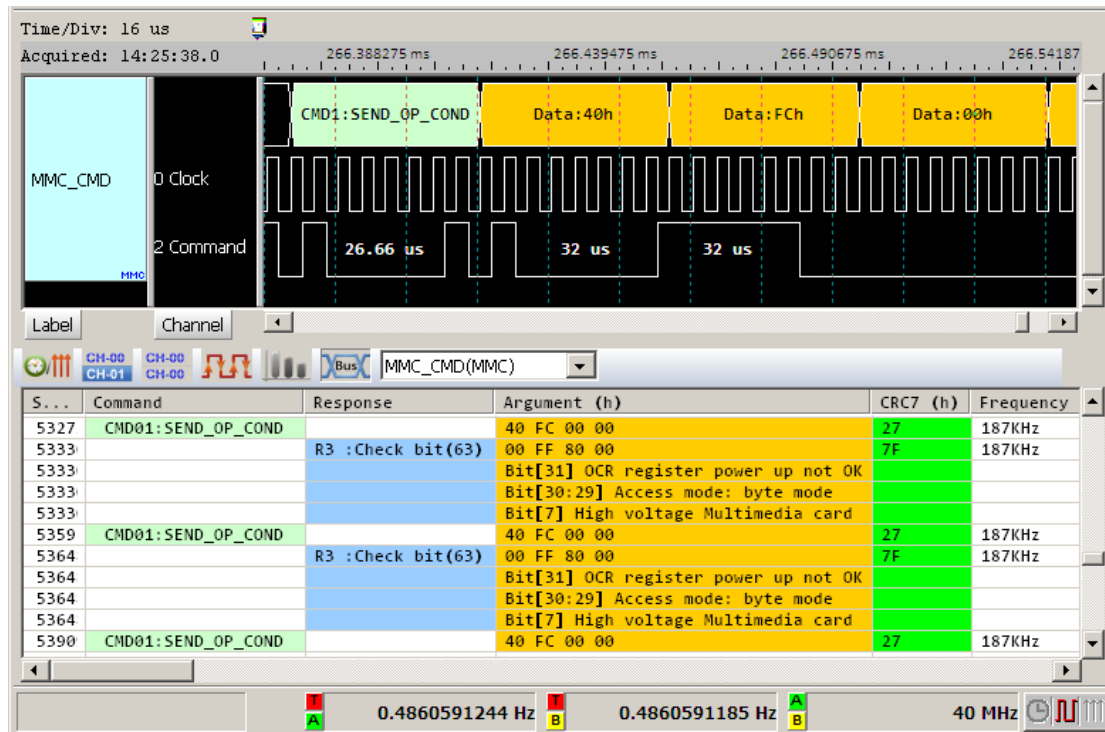 Time/Div: 16 us
Acquired: 14:25:38.0 266.388275 ms 266.439475 ms 266.490675 ms 266.54187
CMD1:SEND_OP_COND Data:40h Data:FCh Data:00h
MMC_CMD 0 Clock
2 Command 26.66 us 32 us 32 us
MMC
Label Channel
CH-00 CH-00
CH-01 CH-00 Bus MMC_CMD(MMC)
S... Command Response Argument (h) CRC7 (h) Frequency
5327 CMD01:SEND_OP_COND 40 FC 00 00 27 187KHz
5333 R3 :Check bit(63) 00 FF 80 00 7F 187KHz
5333 Bit[31] OCR register power up not OK
5333 Bit[30:29] Access mode: byte mode
5333 Bit[7] High voltage Multimedia card
5359 CMD01:SEND_OP_COND 40 FC 00 00 27 187KHz
5364 R3 :Check bit(63) 00 FF 80 00 7F 187KHz
5364 Bit[31] OCR register power up not OK
5364 Bit[30:29] Access mode: byte mode
5364 Bit[7] High voltage Multimedia card
5390 CMD01:SEND_OP_COND 40 FC 00 00 27 187KHz
T A 0.4860591244 Hz T B 0.4860591185 Hz A B 40 MHz